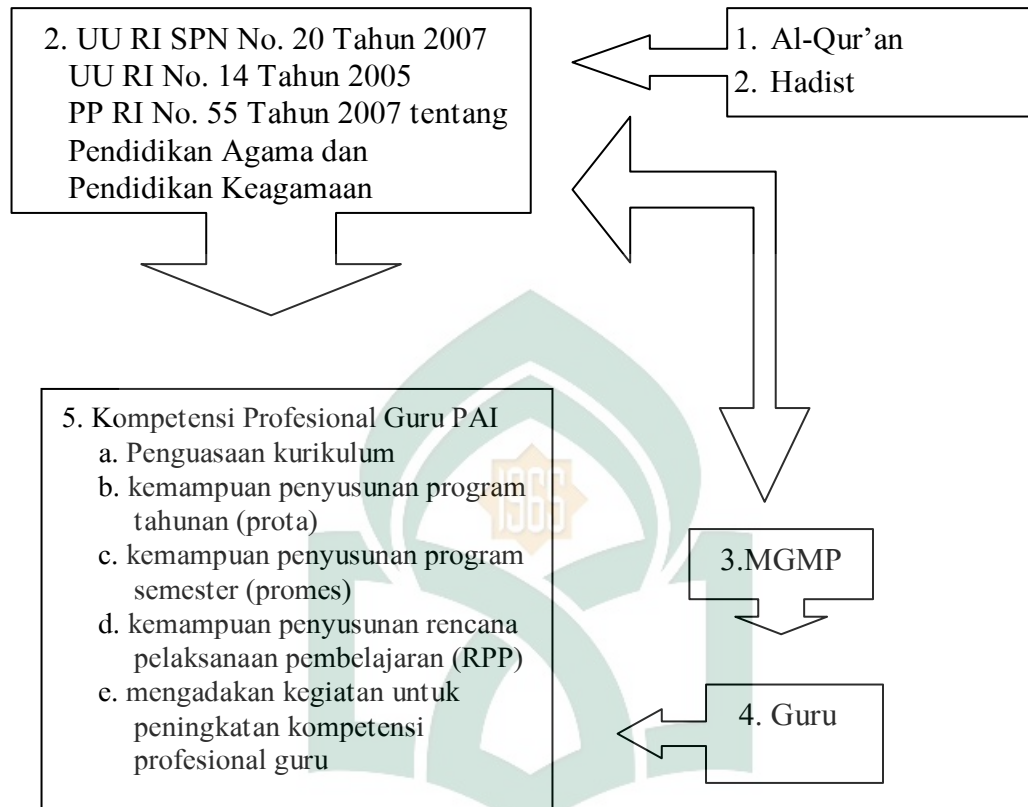 2. UU RI SPN No. 20 Tahun 2007
UU RI No. 14 Tahun 2005
PP RI No. 55 Tahun 2007 tentang
Pendidikan Agama dan
Pendidikan Keagamaan
1. Al-Qur'an
2. Hadist
5. Kompetensi Profesional Guru PAI
a. Penguasaan kurikulum
b. kemampuan penyusunan program
tahunan (prota)
c. kemampuan penyusunan program
semester (promes)
d. kemampuan penyusunan rencana
pelaksanaan pembelajaran (RPP)
e. mengadakan kegiatan untuk
peningkatan kompetensi
profesional guru
1965
3.MGMP
4. Guru